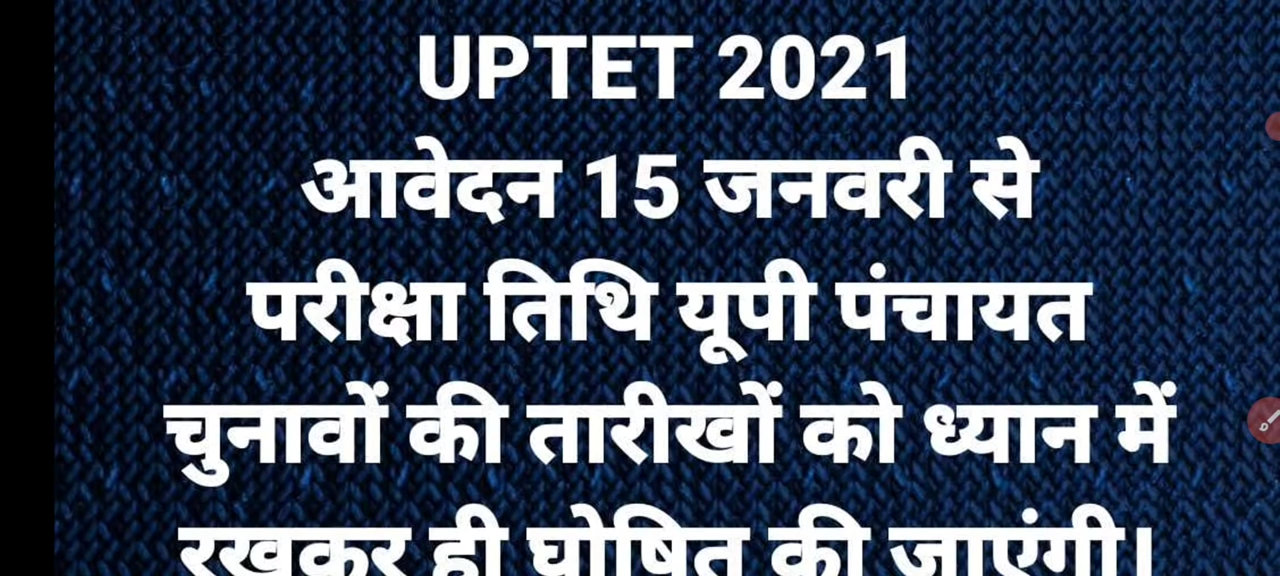 UPTET 2021
आवेदन 15 जनवरी से
परीक्षा तिथि यूपी पंचायत
चुनावों की तारीखों को ध्यान में
रखकर ही घोषित की जाएंगी।